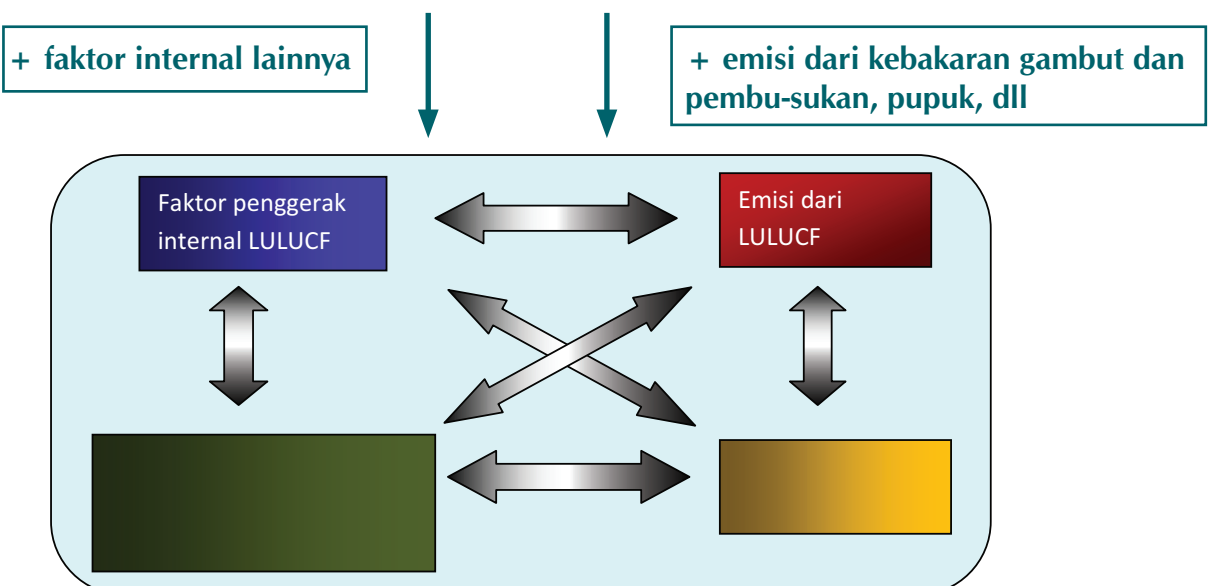 + faktor internal lainnya
+ emisi dari kebakaran gambut dan
pembu-sukan, pupuk, dll
Faktor penggerak
internal LULUCF
Emisi dari
LULUCF